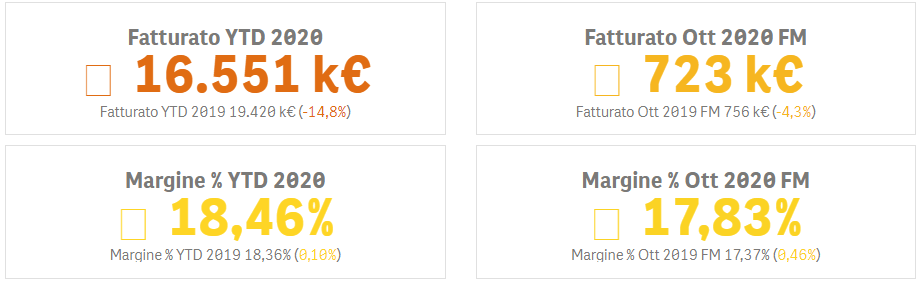 Fatturato YTD 2020
16.551 k€
Fatturato YTD 2019 19.420 k€ (-14,8%)
Fatturato Ott 2020 FM
723 k€
Fatturato Ott 2019 FM 756 k€ (-4,3%)
Margine % YTD 2020
18,46%
Margine % YTD 2019 18,36% (0,10%)
Margine % Ott 2020 FM
17,83%
Margine % Ott 2019 FM 17,37% (0,46%)